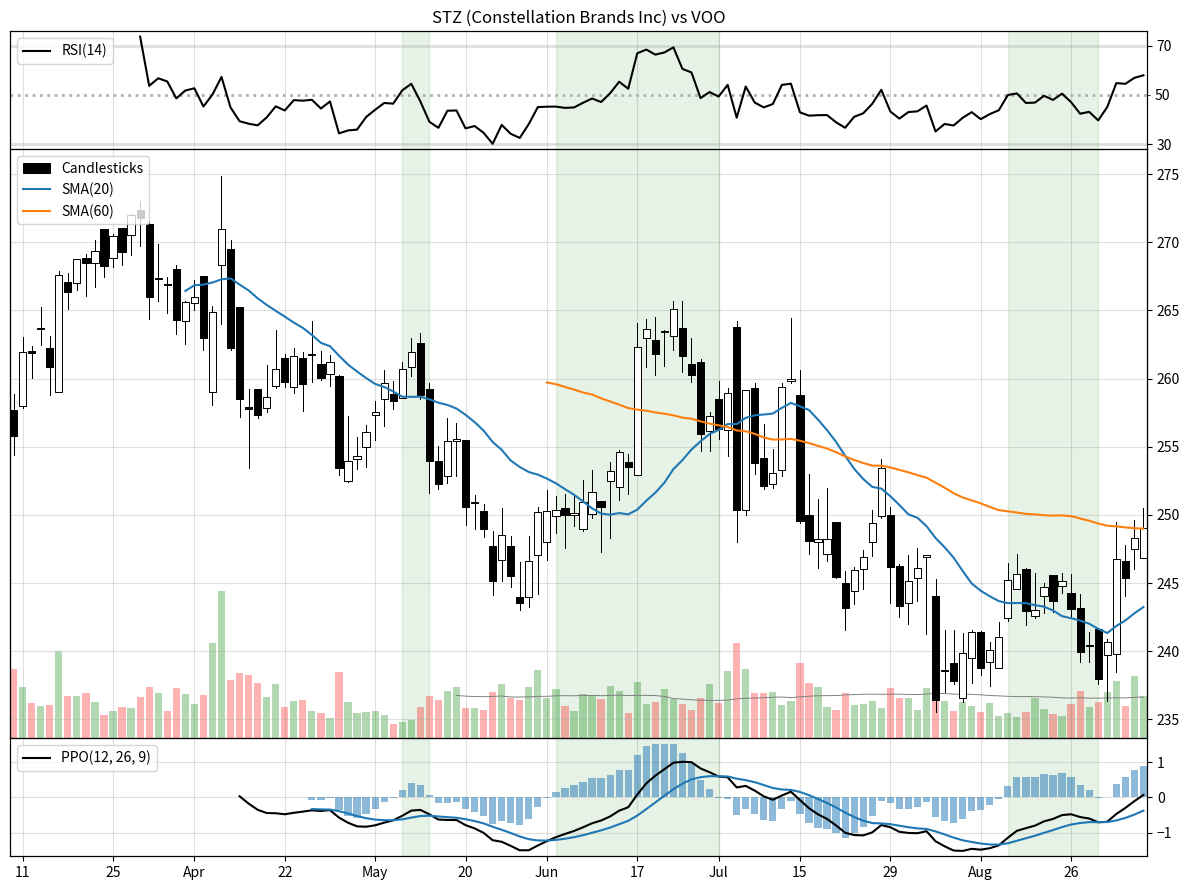 STZ (Constellation Brands Inc) vs VOO
RSI(14)
70
50
30
Candlesticks
SMA(20)
SMA(60)
275
270
265
260
255
250
245
240
235
PPO(12, 26, 9)
1
0
−1
11 25 Apr 22 May 20 Jun 17 Jul 15 29 Aug 26